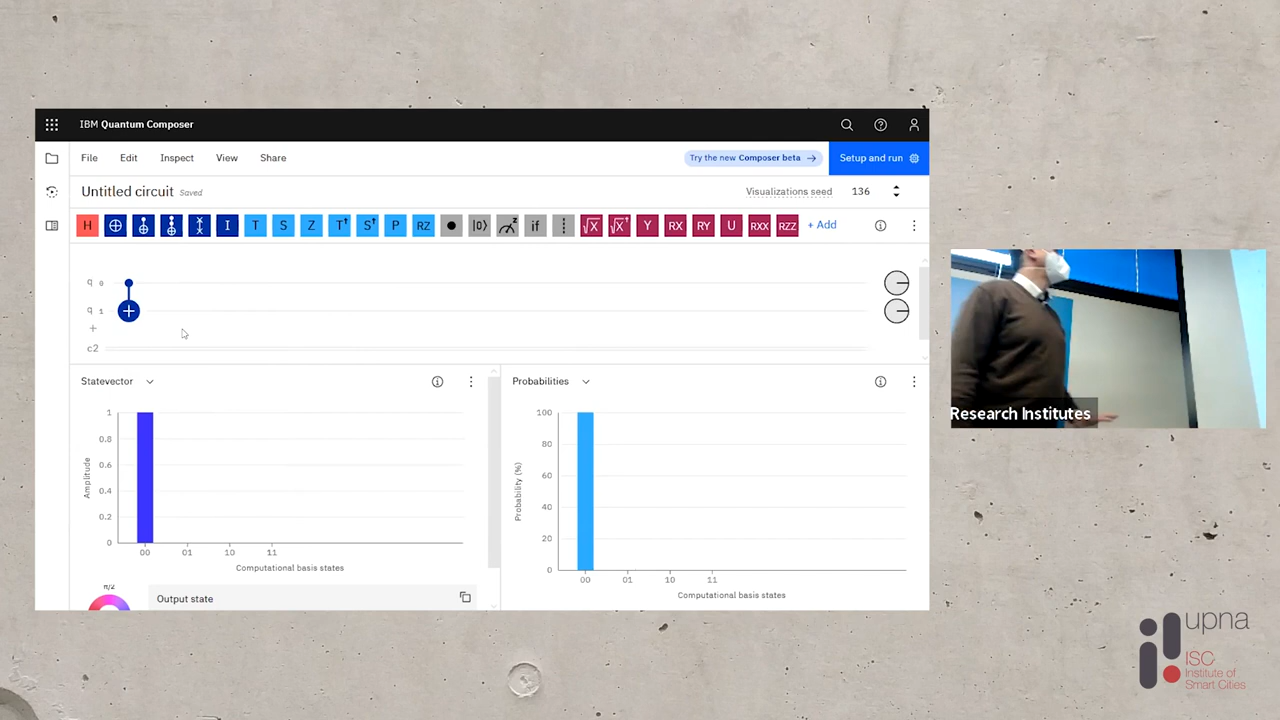 IBM Quantum Composer
File Edit Inspect View Share
Try the new Composer beta →
Setup and run
Untitled circuit Saved
Visualizations seed 136
H I T S Z T† S† P RZ |0⟩ z if √X √X† Y RX RY U RXX RZZ + Add
q 0
q 1
+
c2
Statevector
Probabilities
Amplitude
1
0.8
0.6
0.4
0.2
0
00 01 10 11
Computational basis states
π/2
Output state
Probability (%)
100
80
60
40
20
0
00 01 10 11
Computational basis states
Research Institutes
upna
ISC
Institute of
Smart Cities